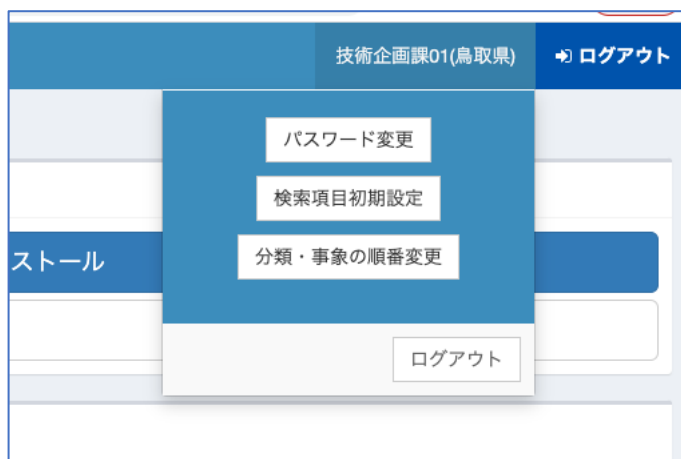 技術企画課01(鳥取県)
ログアウト
パスワード変更
検索項目初期設定
ストール
分類・事象の順番変更
ログアウト